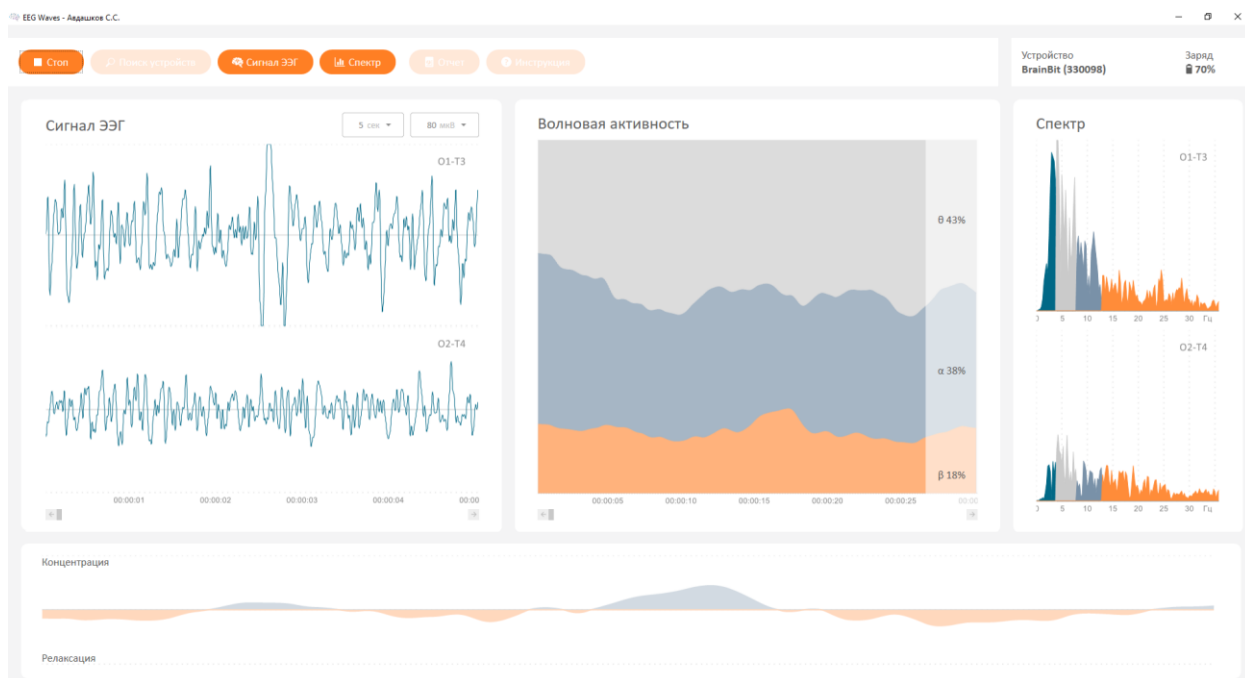 EEG Waves - Авдашков С.С.
Стоп
Поиск устройств
Сигнал ЭЭГ
Спектр
Отчет
Инструкция
Устройство
BrainBit (330098)
Заряд
70%
Сигнал ЭЭГ
5 сек
80 мкВ
O1-T3
O2-T4
00:00:01 00:00:02 00:00:03 00:00:04 00:00
Волновая активность
θ 43%
α 38%
β 18%
00:00:05 00:00:10 00:00:15 00:00:20 00:00:25 00:00
Спектр
O1-T3
5 10 15 20 25 30 Гц
O2-T4
5 10 15 20 25 30 Гц
Концентрация
Релаксация